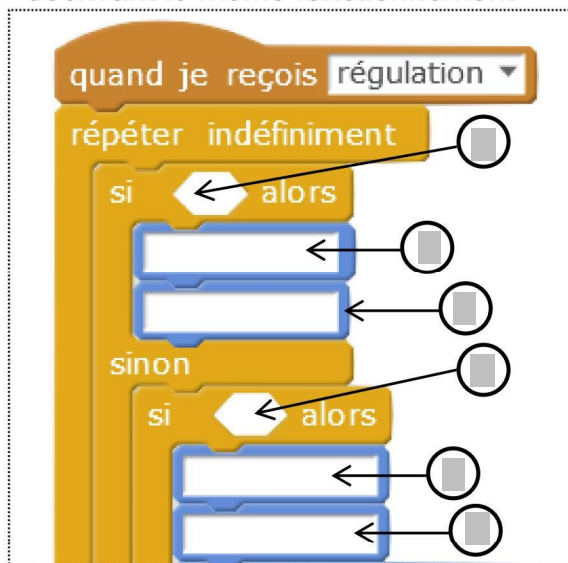 quand je reçois régulation
répéter indéfiniment
si alors
sinon
si alors